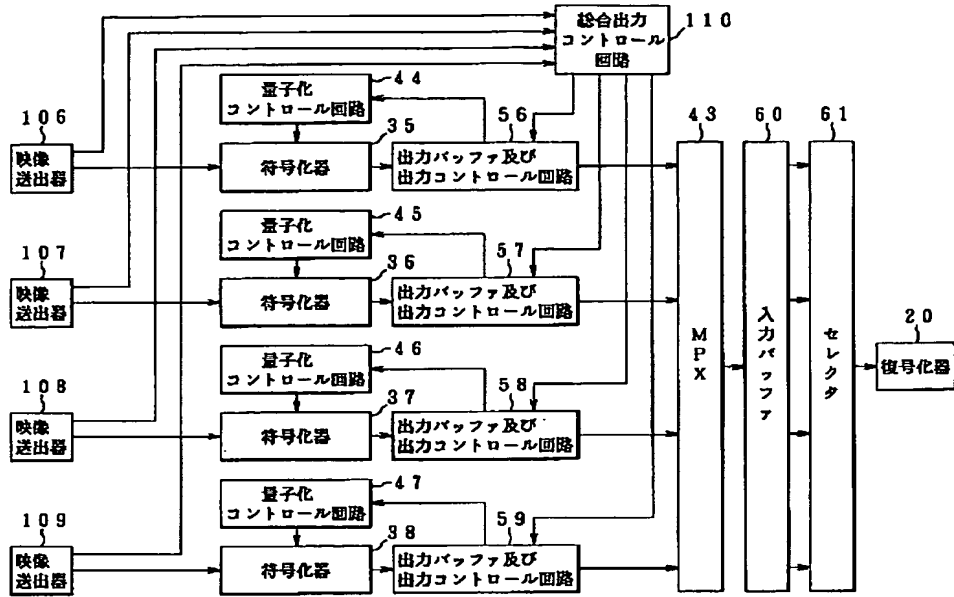 総合出力
コントロール
回路
110
量子化
コントロール回路
44
106
映像
送出器
35
符号化器
56
出力バッファ及び
出力コントロール回路
43
60
61
量子化
コントロール回路
45
107
映像
送出器
36
符号化器
57
出力バッファ及び
出力コントロール回路
MPX
入力バッファ
セレクタ
20
復号化器
量子化
コントロール回路
46
108
映像
送出器
37
符号化器
58
出力バッファ及び
出力コントロール回路
量子化
コントロール回路
47
109
映像
送出器
38
符号化器
59
出力バッファ及び
出力コントロール回路